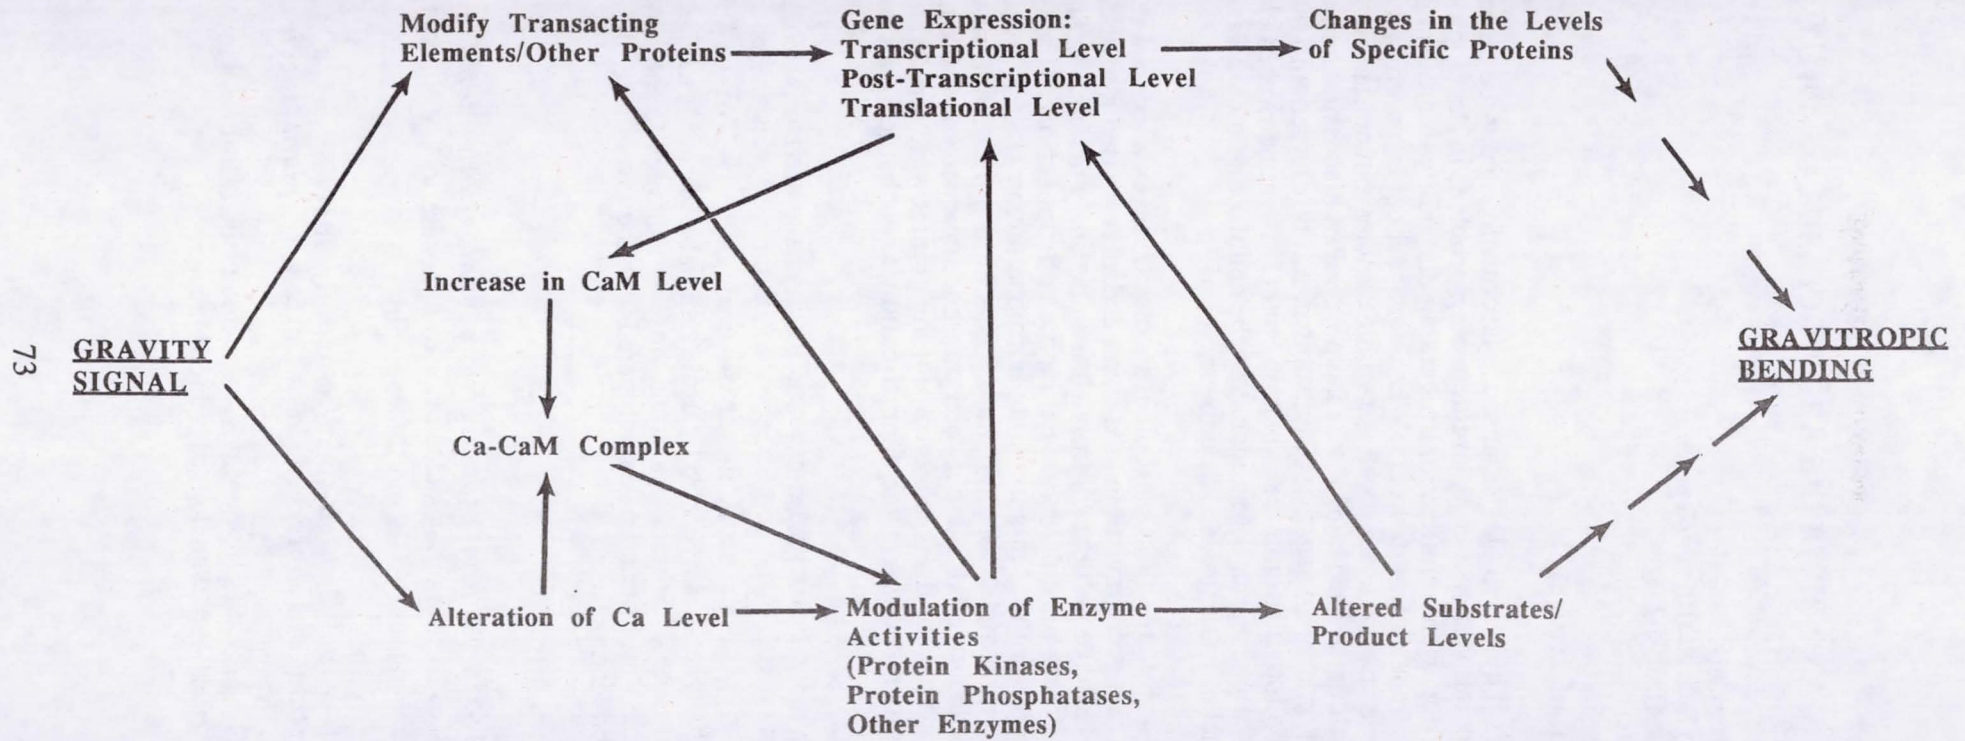 Modify Transacting
Elements/Other Proteins
Gene Expression:
Transcriptional Level
Post-Transcriptional Level
Translational Level
Changes in the Levels
of Specific Proteins
Increase in CaM Level
73
GRAVITY
SIGNAL
GRAVITROPIC
BENDING
Ca-CaM Complex
Alteration of Ca Level
Modulation of Enzyme
Activities
(Protein Kinases,
Protein Phosphatases,
Other Enzymes)
Altered Substrates/
Product Levels